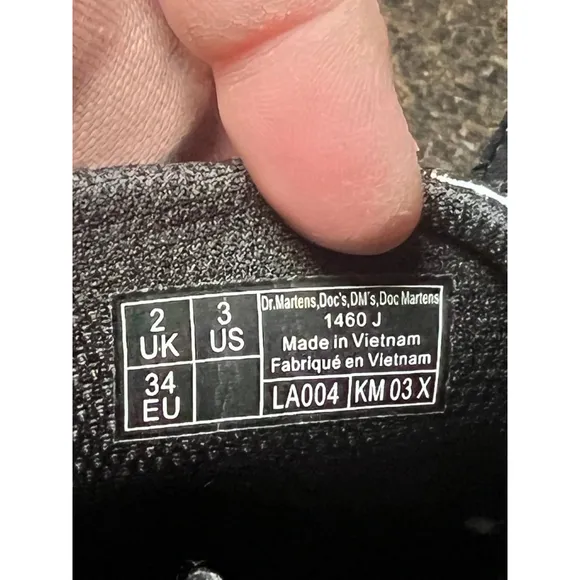 2 UK
3 US
34 EU
Dr.Martens,Doc's,DM's,Doc Martens
1460 J
Made in Vietnam
Fabriqué en Vietnam
LA004 KM 03 X